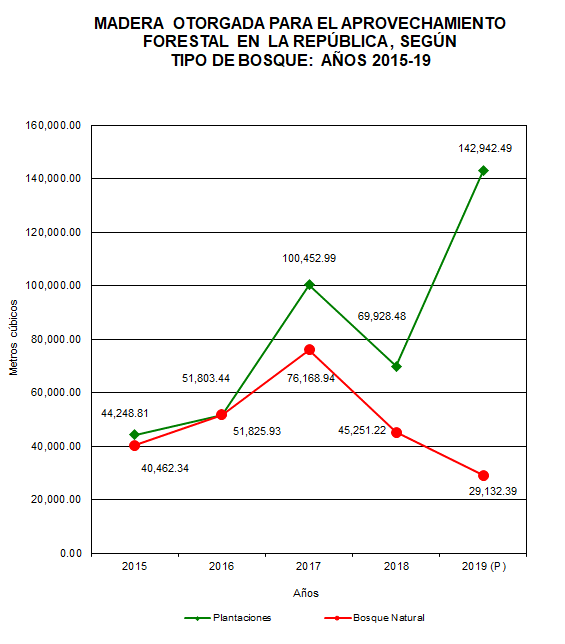 MADERA OTORGADA PARA EL APROVECHAMIENTO
FORESTAL EN LA REPÚBLICA, SEGÚN
TIPO DE BOSQUE: AÑOS 2015-19
160,000.00
140,000.00
120,000.00
100,000.00
80,000.00
60,000.00
40,000.00
20,000.00
0.00
Metros cúbicos
142,942.49
100,452.99
69,928.48
51,803.44
76,168.94
44,248.81
51,825.93
45,251.22
40,462.34
29,132.39
2015
2016
2017
2018
2019 (P)
Años
Plantaciones
Bosque Natural